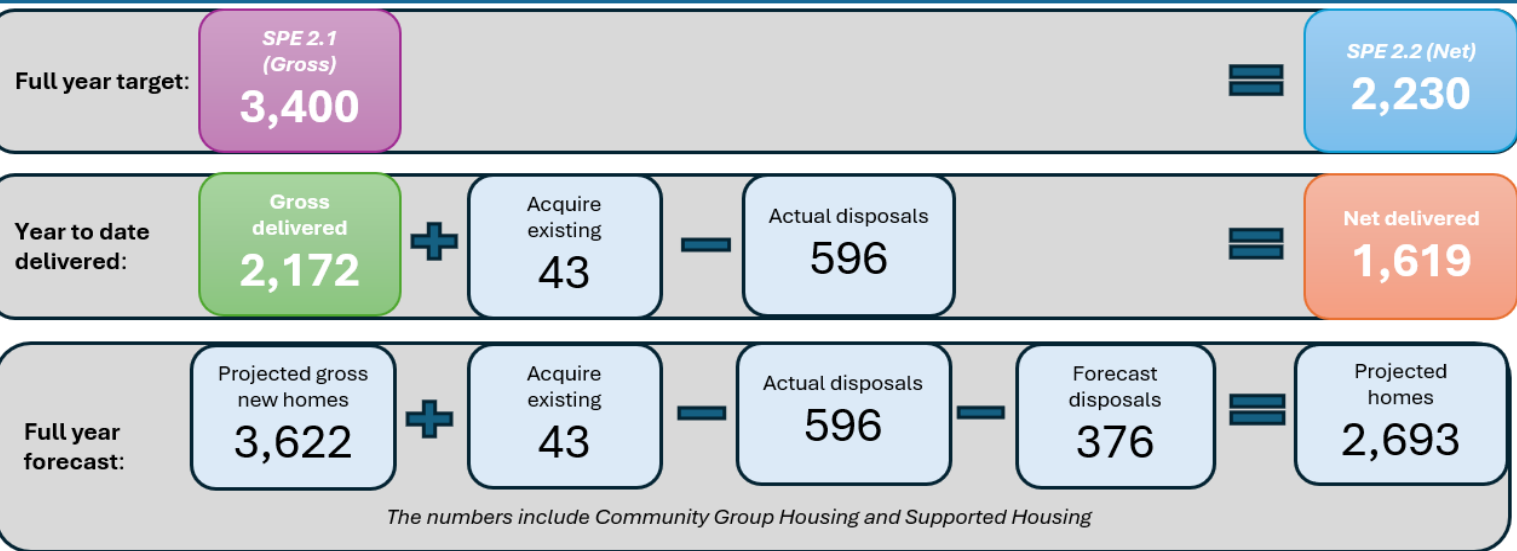 Full year target:
SPE 2.1
(Gross)
3,400
SPE 2.2 (Net)
2,230
Year to date
delivered:
Gross
delivered
2,172
Acquire
existing
43
Actual disposals
596
Net delivered
1,619
Full year
forecast:
Projected gross
new homes
3,622
Acquire
existing
43
Actual disposals
596
Forecast
disposals
376
Projected
homes
2,693
The numbers include Community Group Housing and Supported Housing